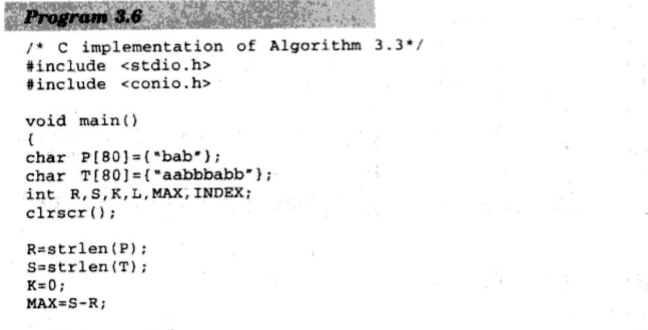 Program 3.6
/* C implementation of Algorithm 3.3*/
#include <stdio.h>
#include <conio.h>
void main()
{
char P[80]={"bab"};
char T[80]={"aabbbabb"};
int R,S,K,L,MAX,INDEX;
clrscr();
R=strlen(P);
S=strlen(T);
K=0;
MAX=S-R;